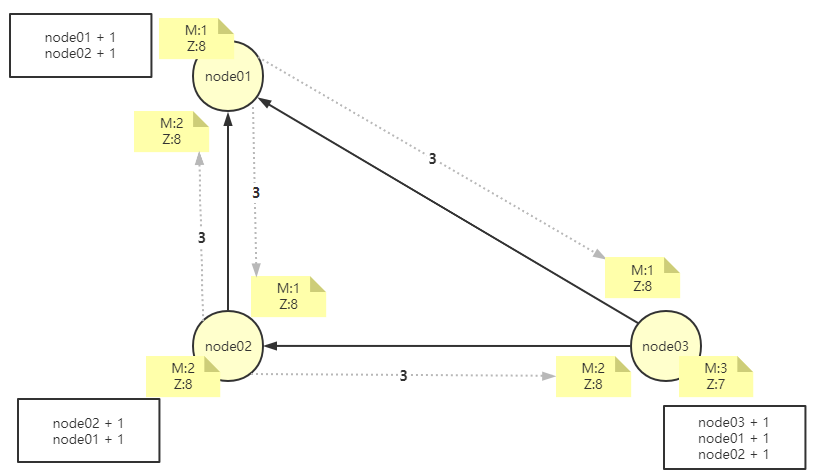 node01 + 1
node02 + 1
M:1
Z:8
node01
M:2
Z:8
3
3
3
M:1
Z:8
M:1
Z:8
node02
node03
M:2
Z:8
3
M:2
Z:8
M:3
Z:7
node02 + 1
node01 + 1
node03 + 1
node01 + 1
node02 + 1